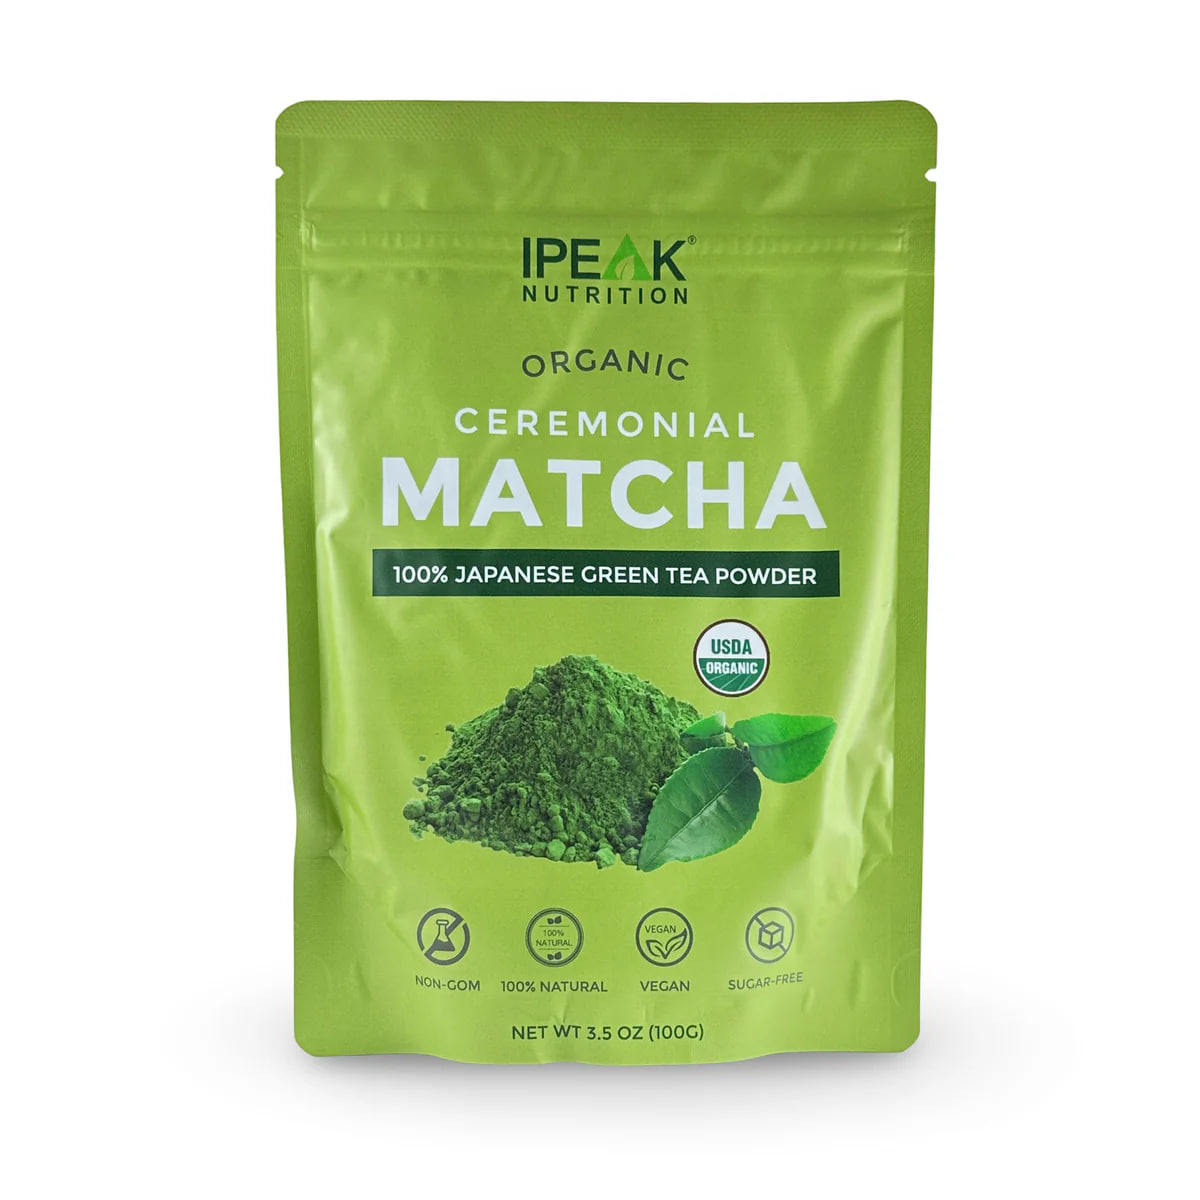 IPEAK®
NUTRITION
ORGANIC
CEREMONIAL
MATCHA
100% JAPANESE GREEN TEA POWDER
USDA
ORGANIC
100%
NATURAL
VEGAN
NON-GOM
100% NATURAL
VEGAN
SUGAR-FREE
NET WT 3.5 OZ (100G)